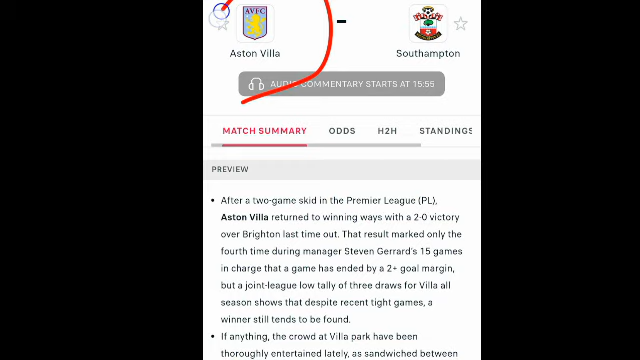 AVFC
Aston Villa
-
Southampton
AUDIO COMMENTARY STARTS AT 15:55
MATCH SUMMARY ODDS H2H STANDINGS
PREVIEW
• After a two-game skid in the Premier League (PL),
Aston Villa returned to winning ways with a 2-0 victory
over Brighton last time out. That result marked only the
fourth time during manager Steven Gerrard's 15 games
in charge that a game has ended by a 2+ goal margin,
but a joint-league low tally of three draws for Villa all
season shows that despite recent tight games, a
winner still tends to be found.
• If anything, the crowd at Villa park have been
thoroughly entertained lately, as sandwiched between